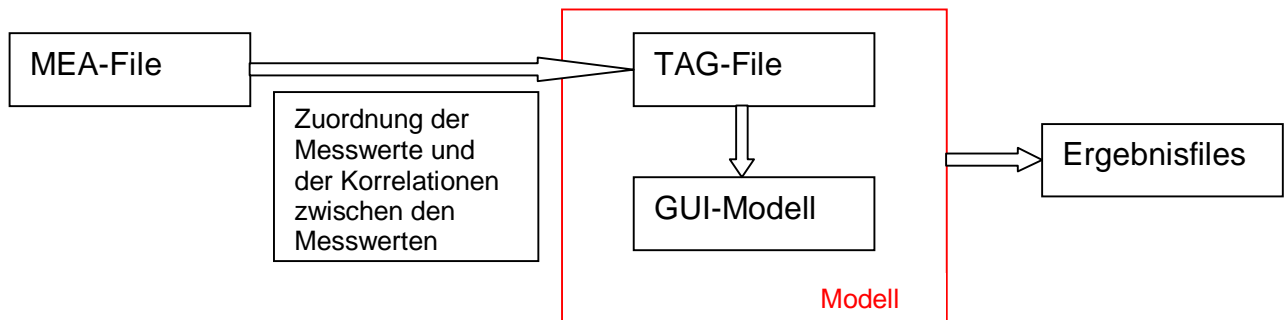 MEA-File
TAG-File
Zuordnung der
Messwerte und
der Korrelationen
zwischen den
Messwerten
Ergebnisfiles
GUI-Modell
Modell